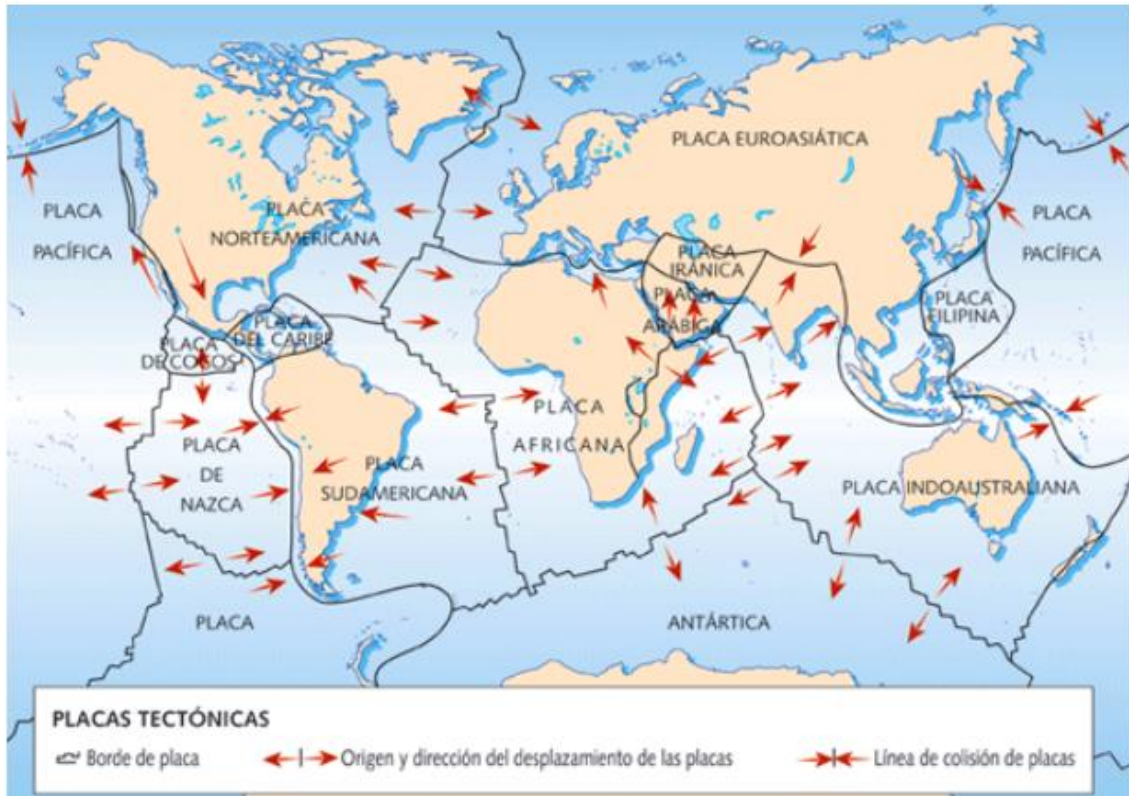 PLACA EUROASIÁTICA
PLACA
PACÍFICA
PLACA
NORTEAMERICANA
PLACA
PACÍFICA
PLACA
IRÁNICA
PLACA
ARÁBIGA
PLACA
FILIPINA
PLACA
DEL CARIBE
PLACA
DE COCOS
PLACA
AFRICANA
PLACA
DE
NAZCA
PLACA
SUDAMERICANA
PLACA INDOAUSTRALIANA
PLACA
ANTÁRTICA
PLACAS TECTÓNICAS
Borde de placa
Origen y dirección del desplazamiento de las placas
Línea de colisión de placas